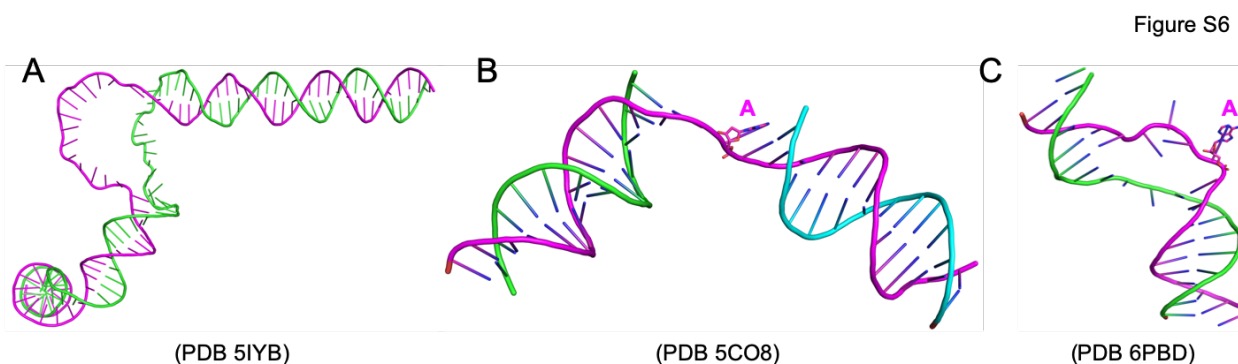 Figure S6
A
B
C
A
A
(PDB 5IYB)
(PDB 5CO8)
(PDB 6PBD)